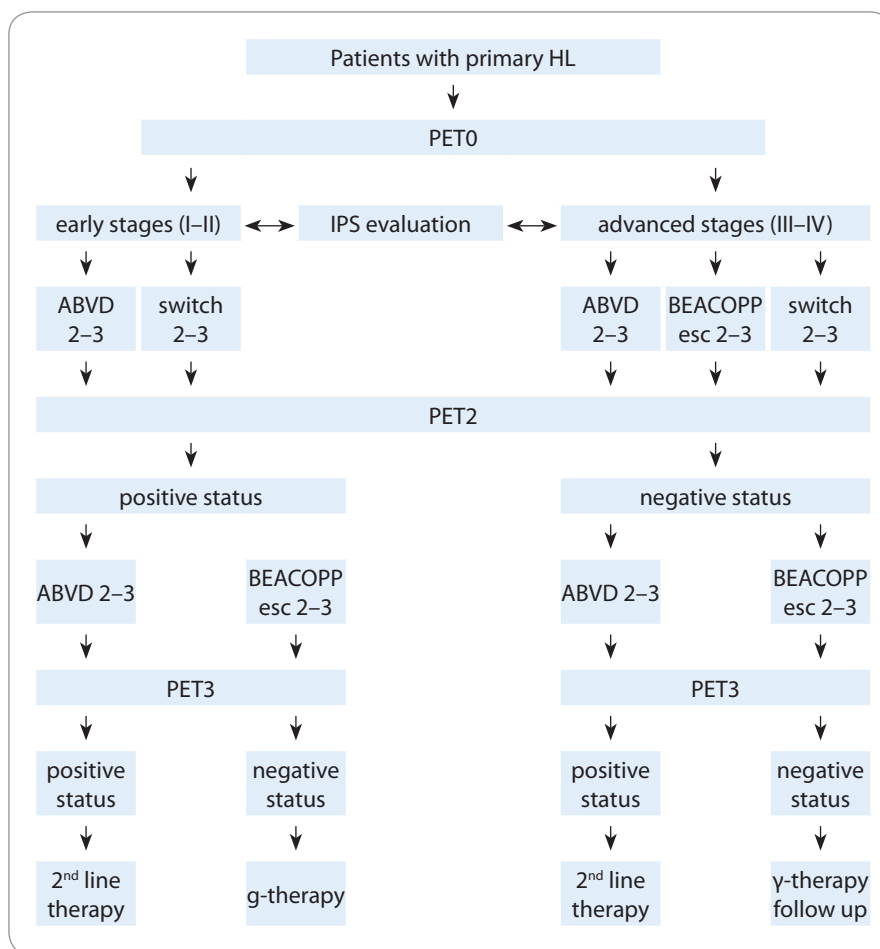 Patients with primary HL
PET0
early stages (I–II)
IPS evaluation
advanced stages (III–IV)
ABVD
2–3
switch
2–3
ABVD
2–3
BEACOPP
esc 2–3
switch
2–3
PET2
positive status
negative status
ABVD 2–3
BEACOPP
esc 2–3
ABVD 2–3
BEACOPP
esc 2–3
PET3
PET3
positive
status
negative
status
positive
status
negative
status
2nd line
therapy
g-therapy
2nd line
therapy
γ-therapy
follow up